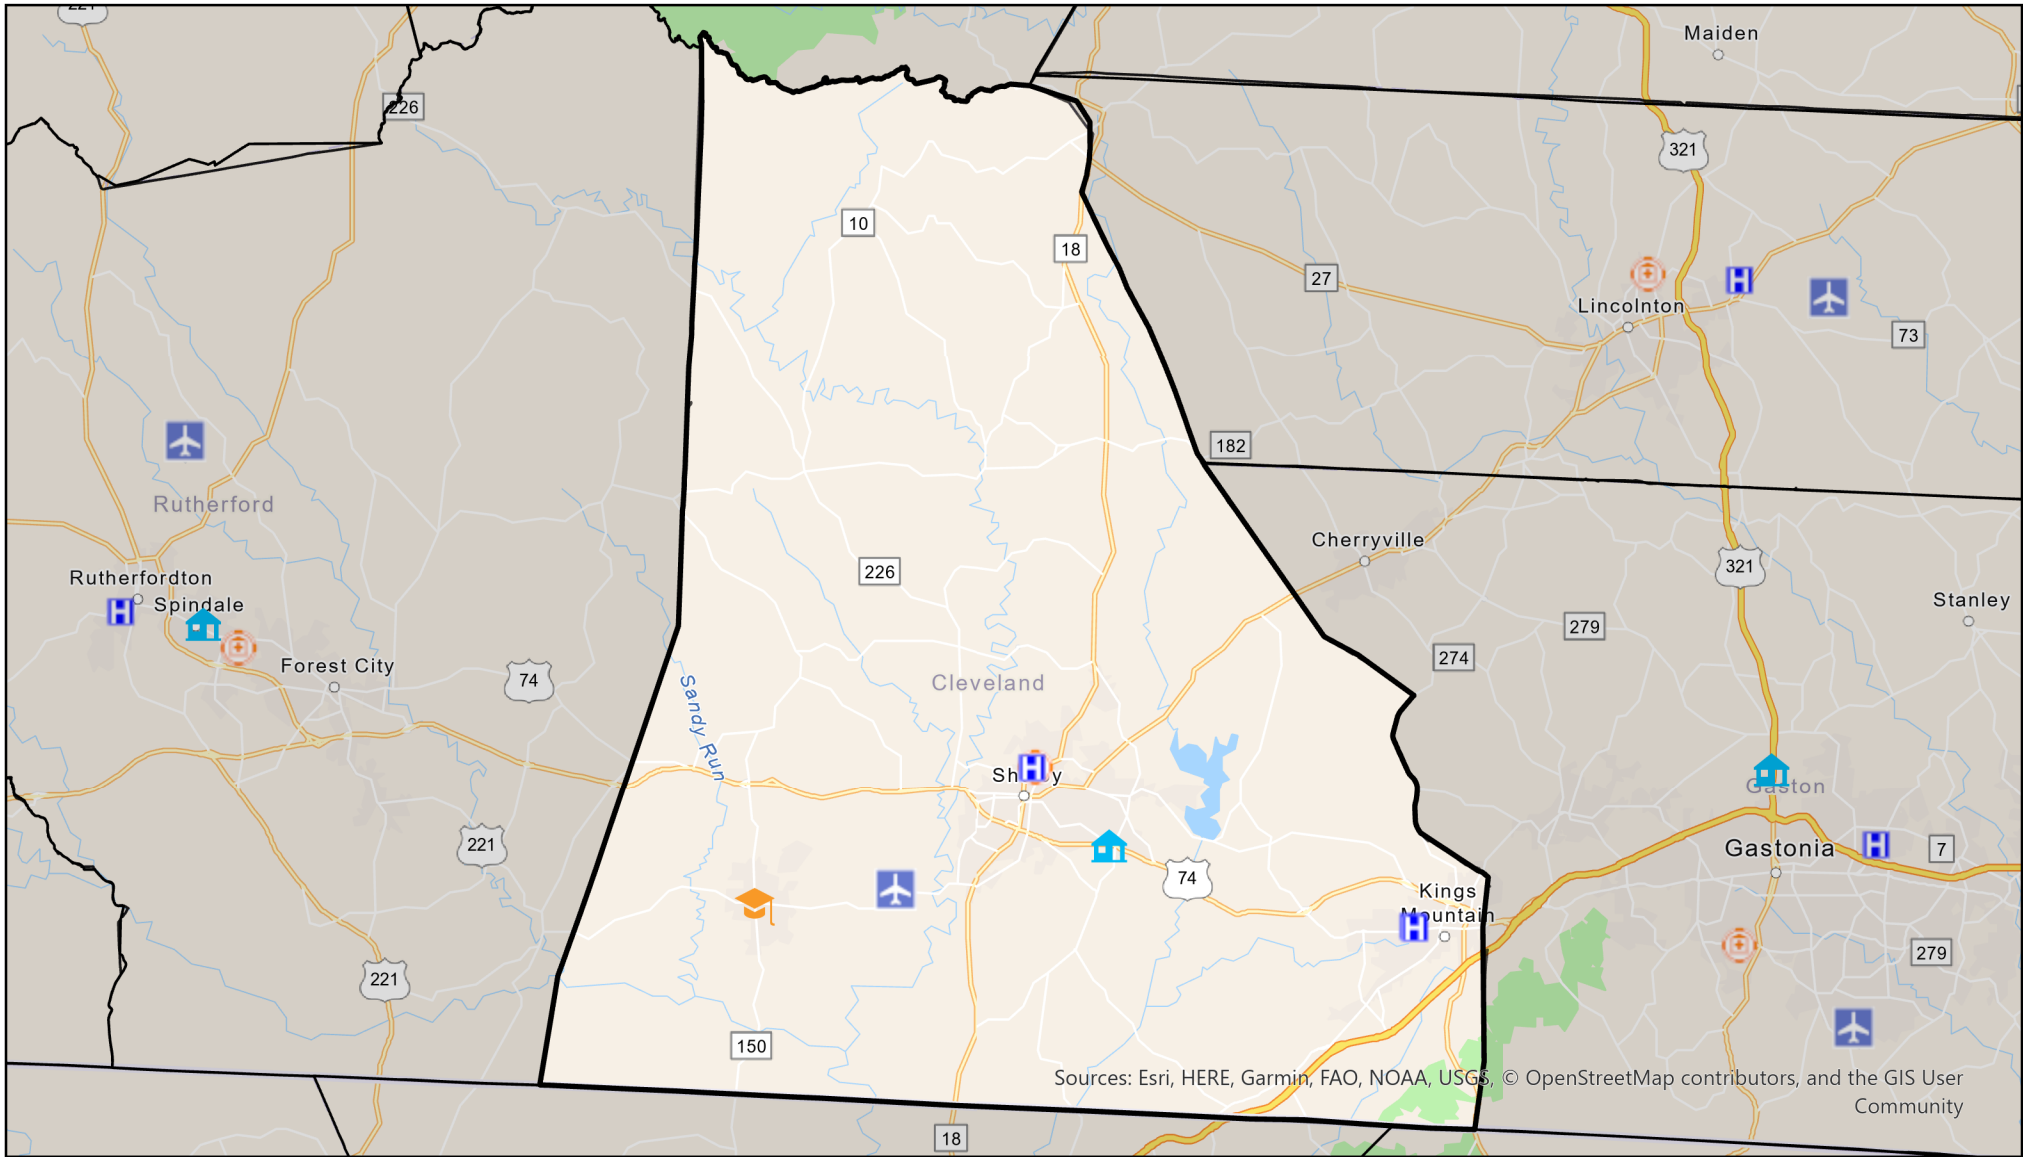 221
Maiden
226
321
10
18
27
Lincolnton
73
182
Rutherford
Cherryville
321
226
Rutherfordton
Spindale
Stanley
279
274
Forest City
74
Cleveland
Sandy Run
Gaston
221
Gastonia
7
74
Kings
Mountain
279
221
150
Sources: Esri, HERE, Garmin, FAO, NOAA, USGS, © OpenStreetMap contributors, and the GIS User
Community
18
H
H
H
H
H